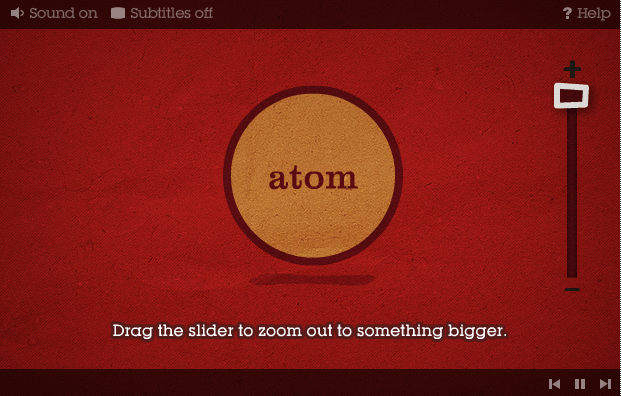 Sound on Subtitles off ? Help
+
atom
–
Drag the slider to zoom out to something bigger.